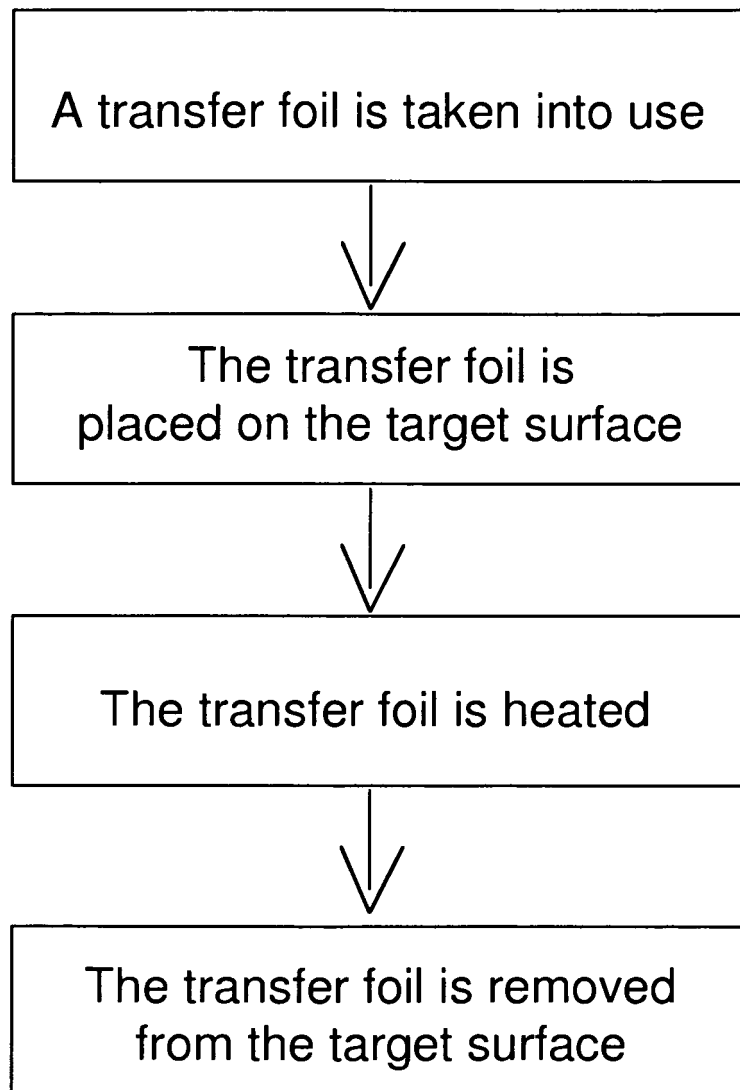 A transfer foil is taken into use
The transfer foil is
placed on the target surface
The transfer foil is heated
The transfer foil is removed
from the target surface